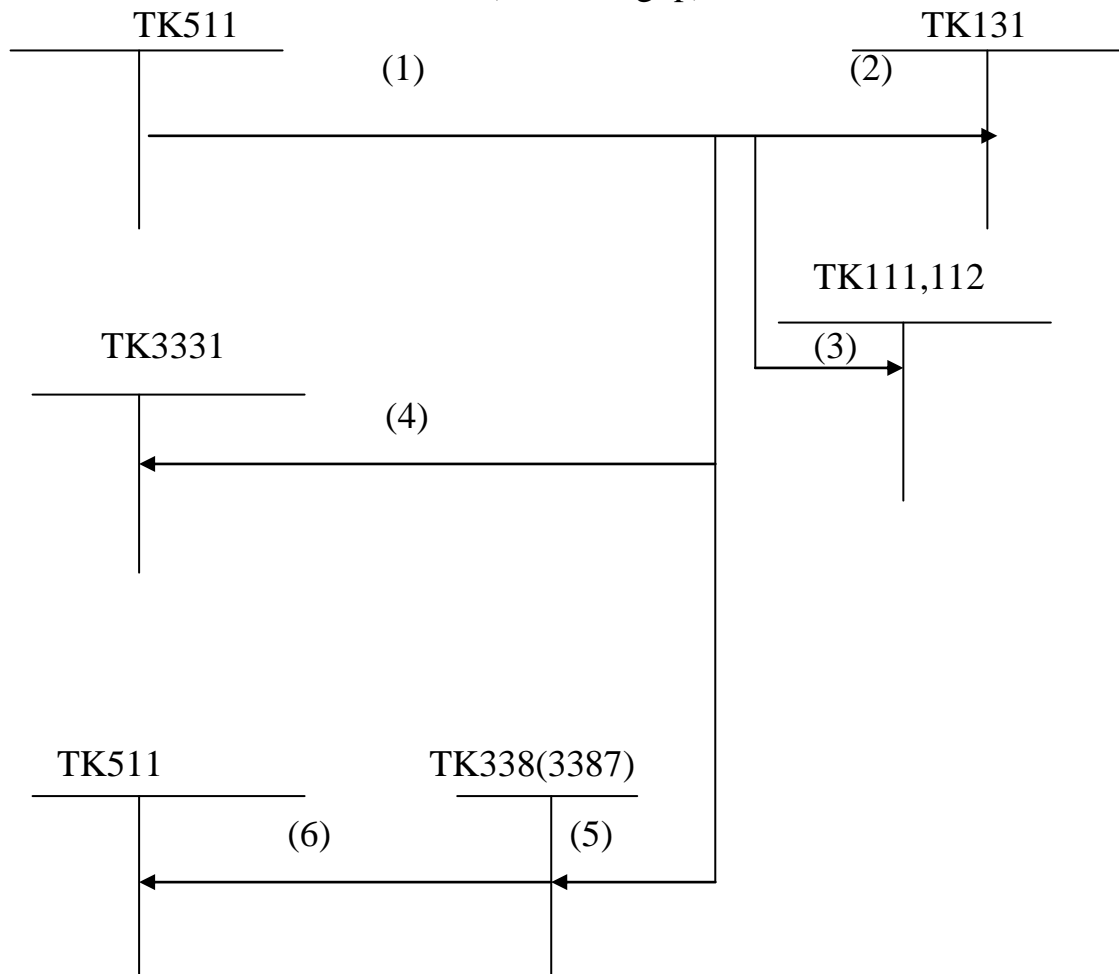 TK511 TK131
(1) (2)
TK111,112
TK3331 (3)
(4)
TK511 TK338(3387)
(6) (5)